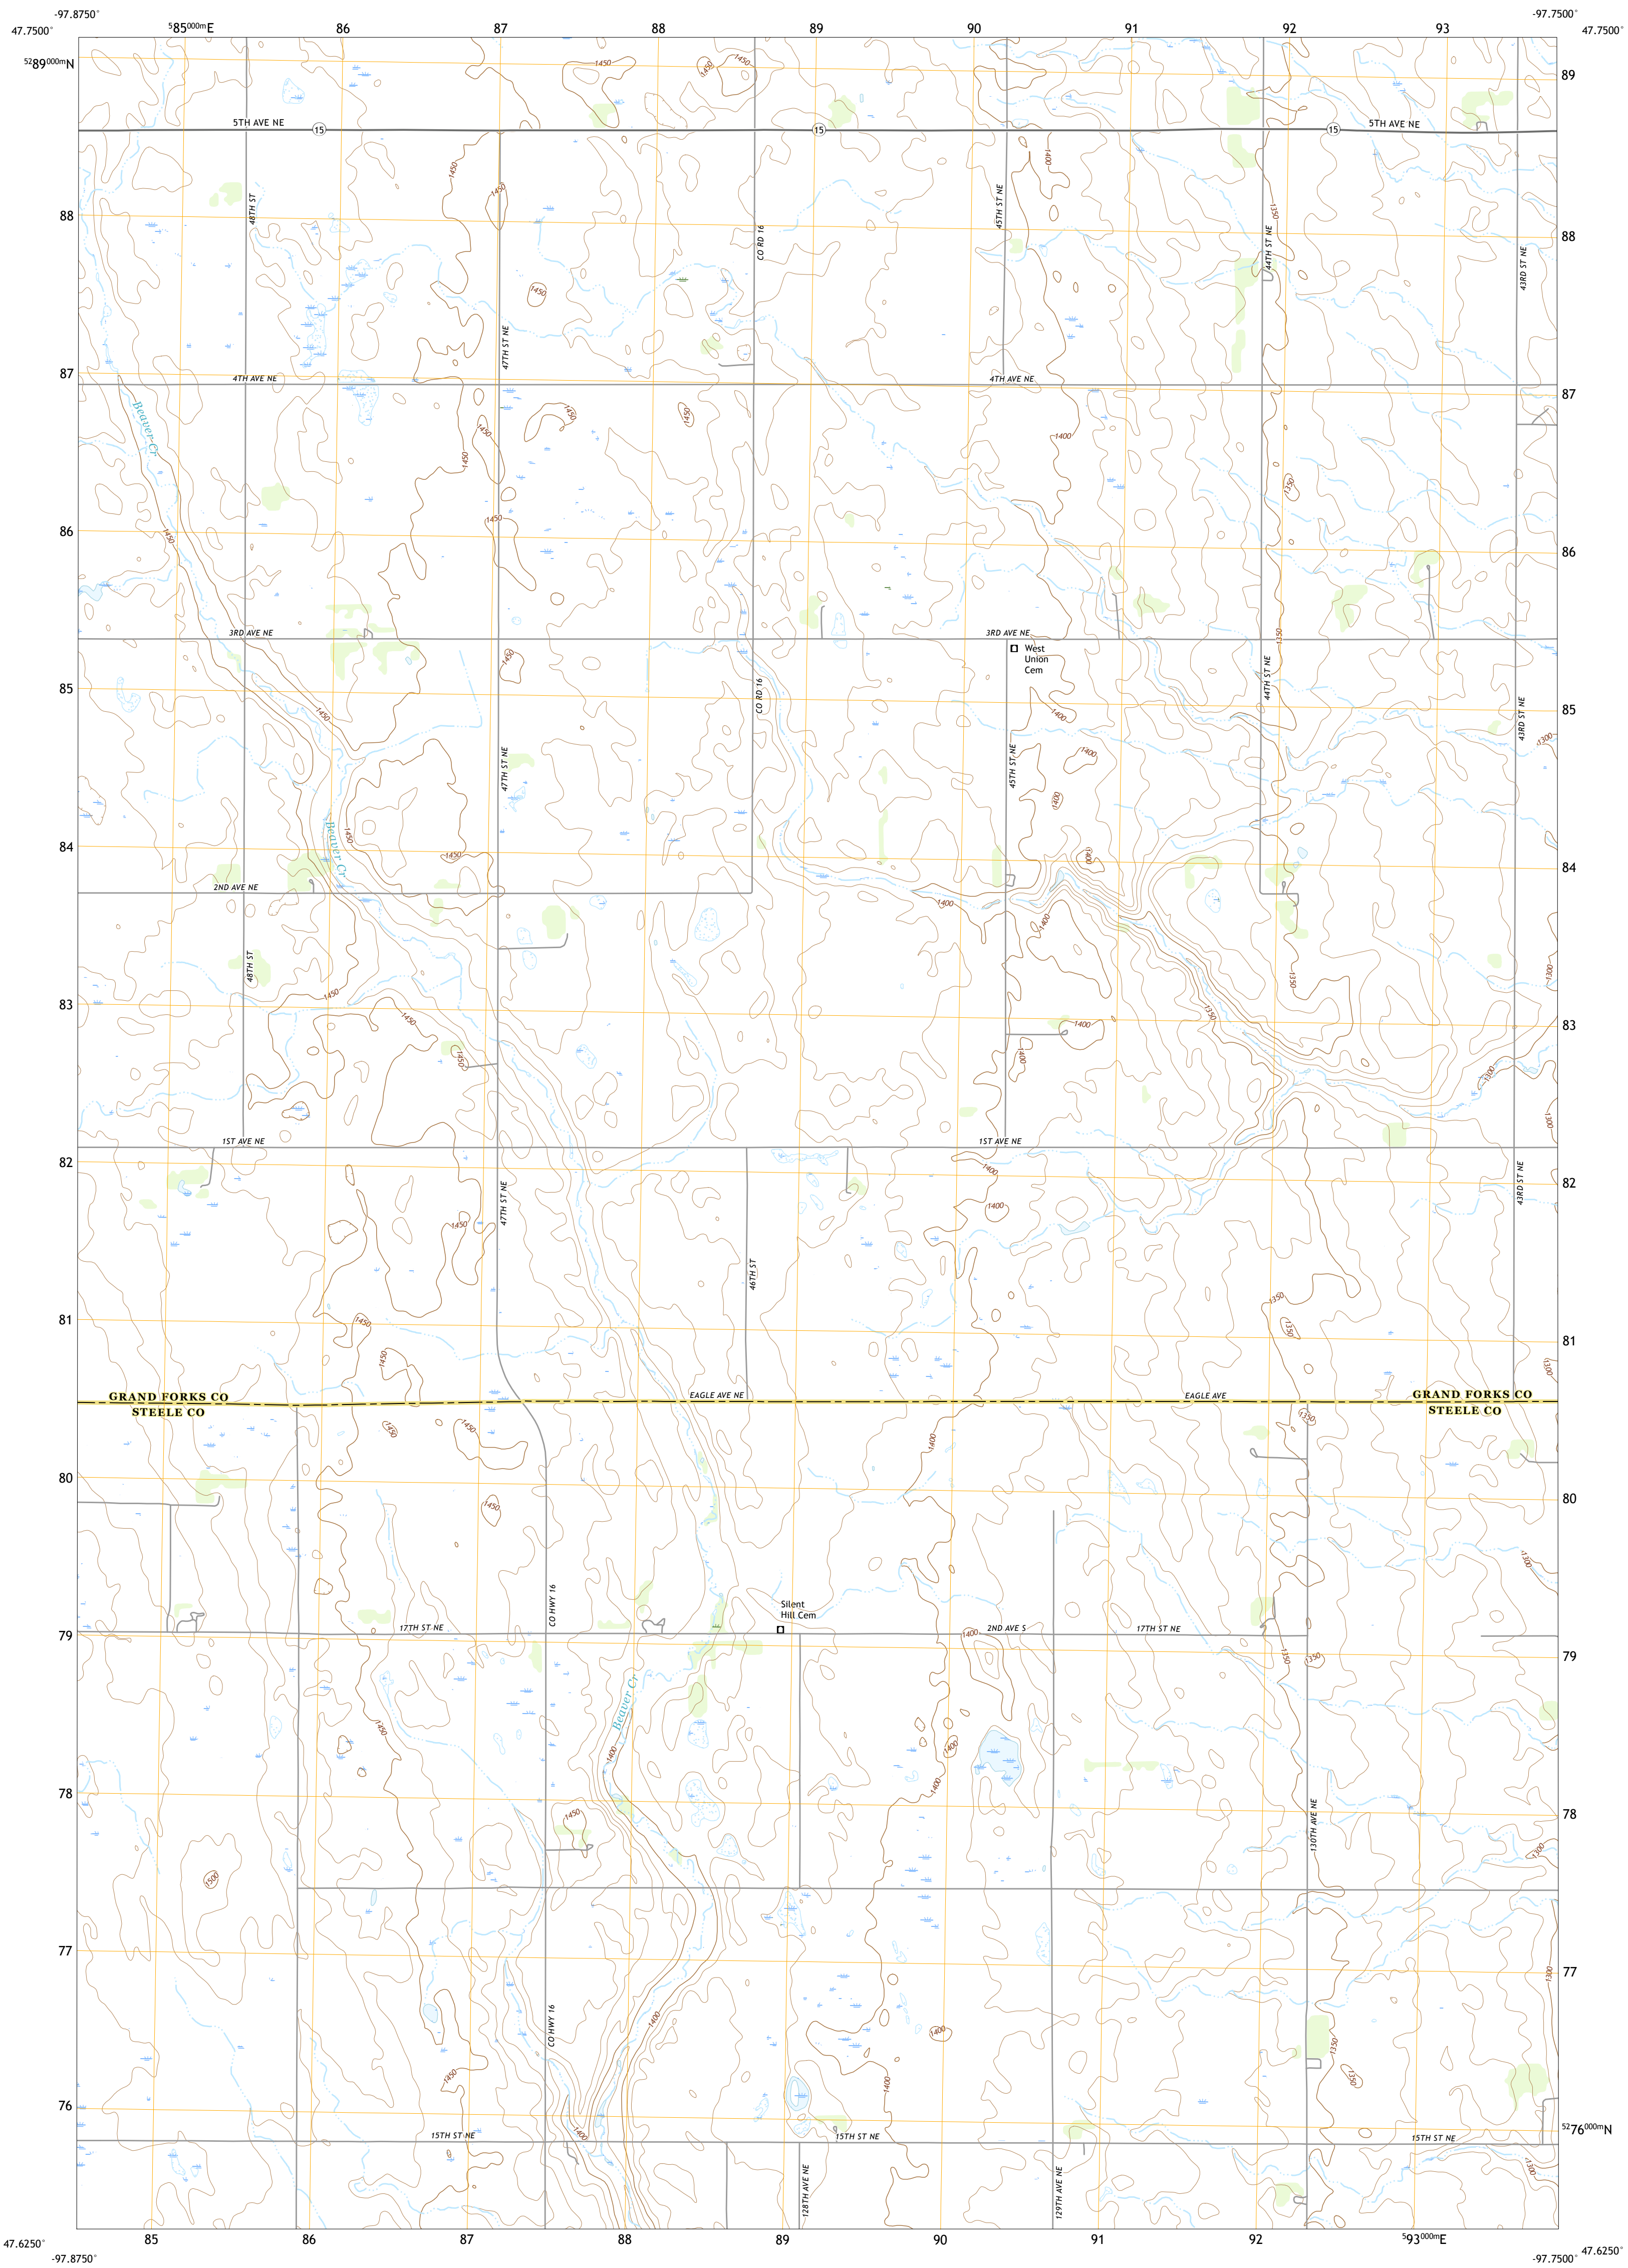 -97.8750°
-97.7500°
47.7500°
⁵85⁰⁰⁰ᵐE 86 87 88 89 90 91 92 93
47.7500°
⁵²89⁰⁰⁰ᵐN
89
1450
1450
1450
5TH AVE NE
15
15
15
5TH AVE NE
1450
1450
1400
1350
88
88
48TH ST
45TH ST NE
CO RD 16
44TH ST NE
43RD ST NE
1450
47TH ST NE
87
87
4TH AVE NE
4TH AVE NE
Beaver Cr
1450
1450
1450
1450
1400
1350
1450
1450
86
86
3RD AVE NE
3RD AVE NE
1350
West
Union
Cem
1450
44TH ST NE
CO RD 16
43RD ST NE
85
85
1450
1400
1300
1400
47TH ST NE
45TH ST NE
1400
Beaver Cr
1450
1450
1400
84
84
2ND AVE NE
1400
1400
48TH ST
1350
1300
1450
1450
1350
1400
83
83
1450
1400
1300
1300
1ST AVE NE
1ST AVE NE
82
1400
82
47TH ST NE
43RD ST NE
1400
1450
46TH ST
1350
81
1450
1350
81
1450
1300
GRAND FORKS CO
STEELE CO
EAGLE AVE NE
EAGLE AVE
GRAND FORKS CO
STEELE CO
1450
1450
1350
1400
80
80
1450
1300
CO HWY 16
Silent
Hill Cem
17TH ST NE
2ND AVE S
17TH ST NE
79
1400
1350
1350
79
Beaver Cr
1450
1400
1400
1400
78
78
1450
130TH AVE NE
1300
1500
77
77
1300
CO HWY 16
1400
1400
1350
1450
1400
1350
76
⁵²76⁰⁰⁰ᵐN
1400
15TH ST NE
15TH ST NE
15TH ST NE
1300
128TH AVE NE
129TH AVE NE
47.6250°
85 86 87 88 89 90 91 92 ⁵93⁰⁰⁰ᵐE
47.6250°
-97.8750°
-97.7500°